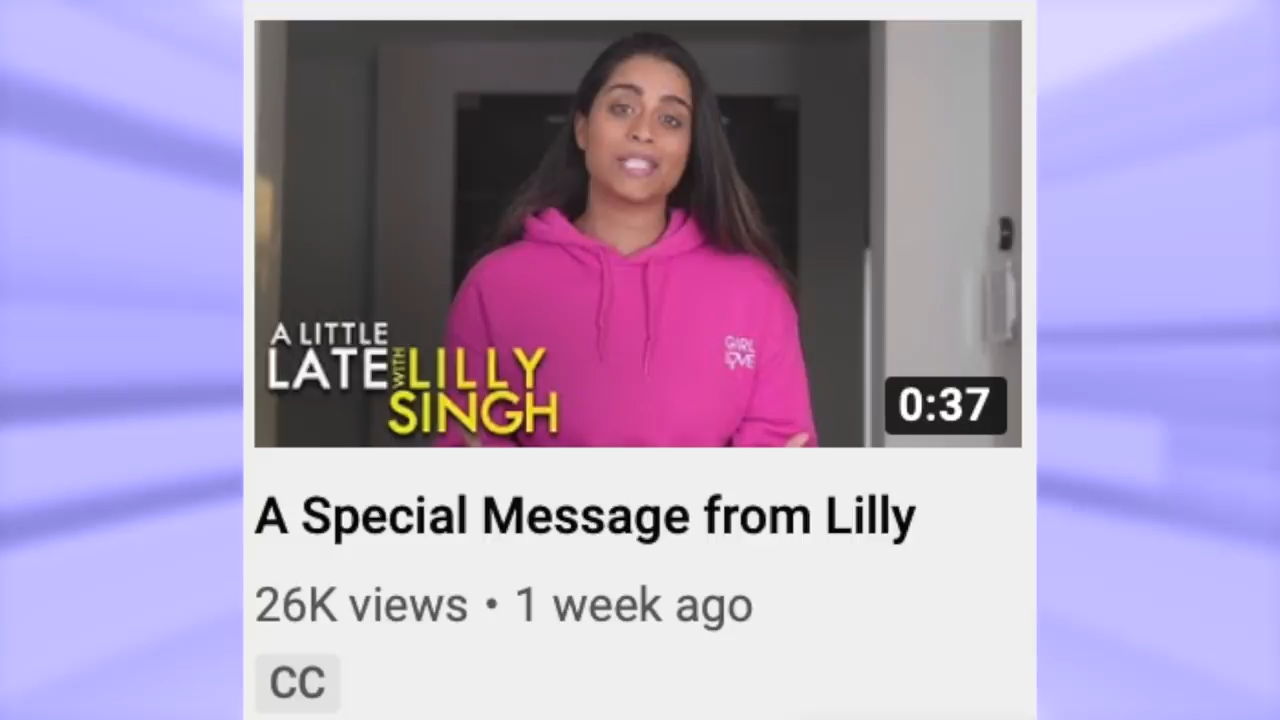 A LITTLE
LATE WITH LILLY
SINGH
GIRL
LOVE
0:37
A Special Message from Lilly
26K views • 1 week ago
CC